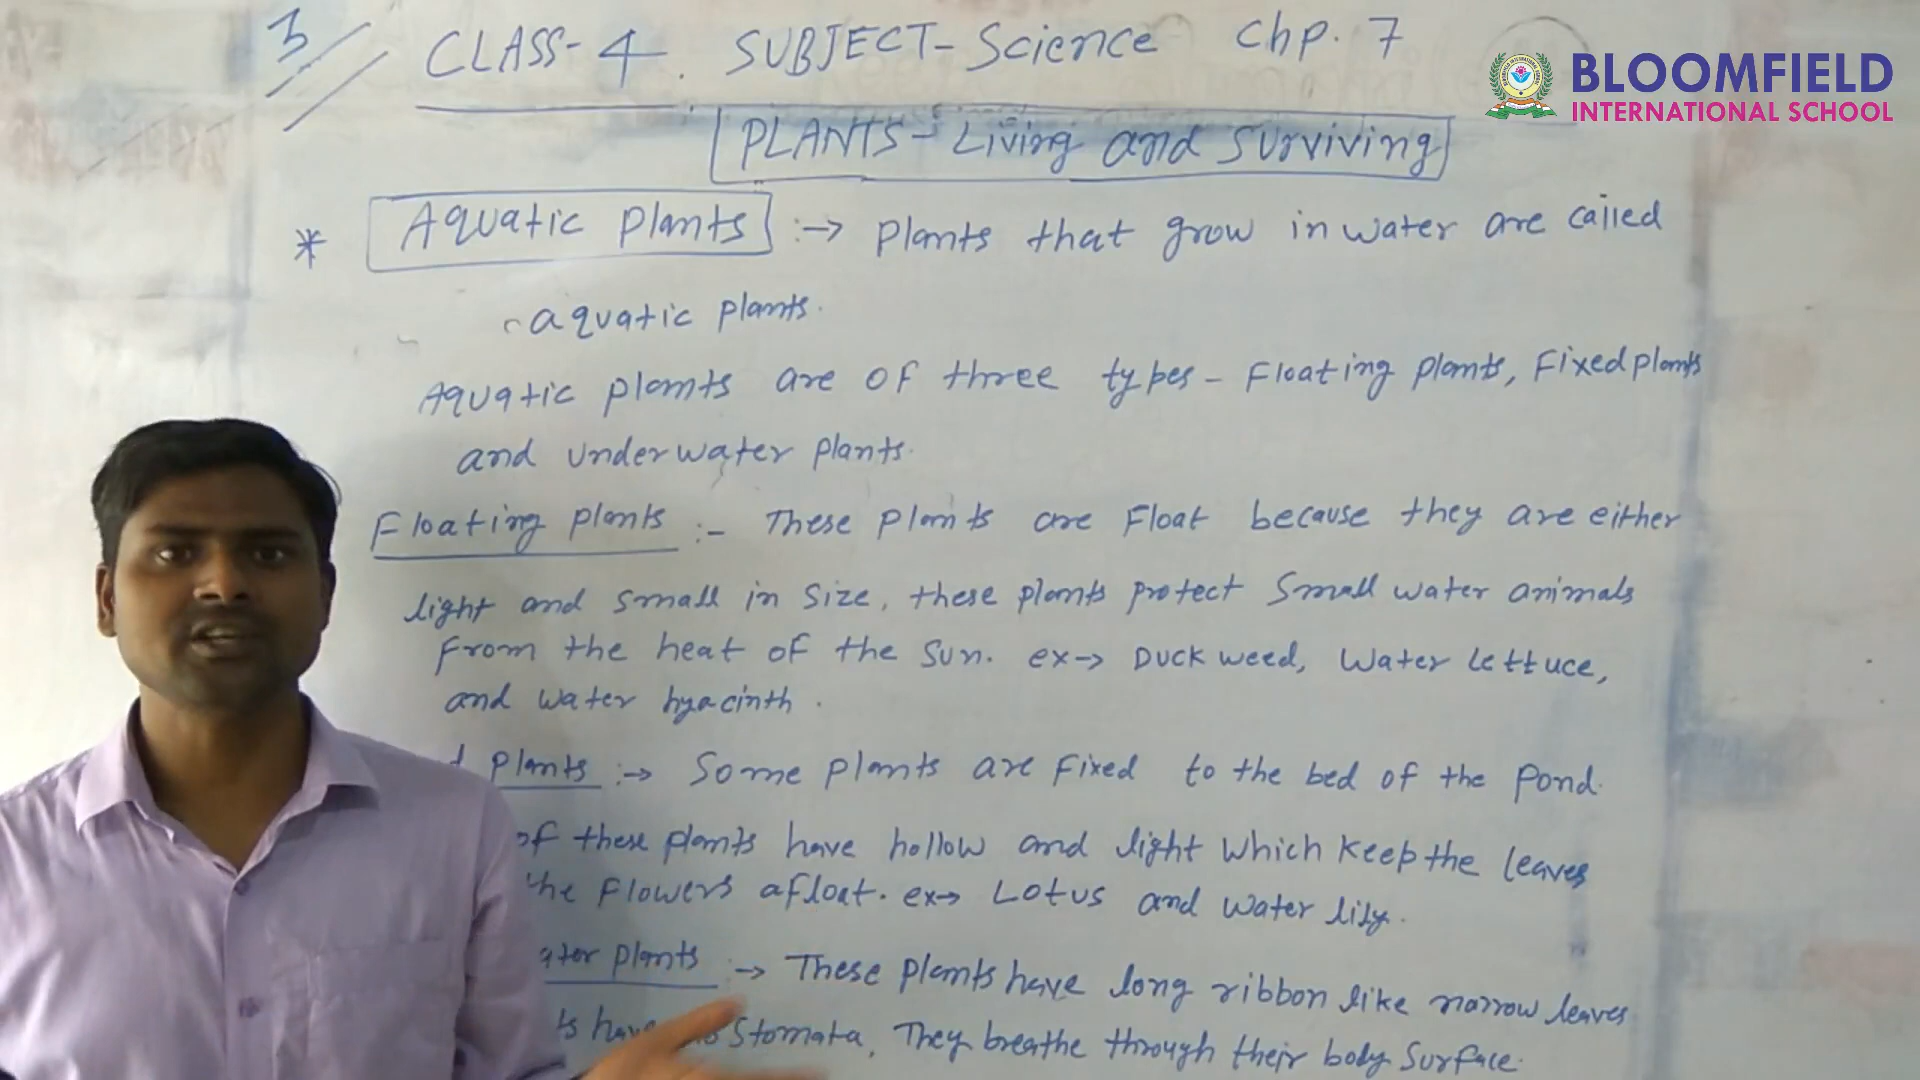 3
CLASS-4. SUBJECT-Science Chp. 7
BLOOMFIELD
INTERNATIONAL SCHOOL
PLANTS- Living and Surviving
* Aquatic Plants :→ Plants that grow in water are called
aquatic plants.
Aquatic plants are of three types - Floating plants, Fixed plants
and underwater plants.
Floating plants :- These plants are Float because they are either
light and small in size, these plants protect small water animals
from the heat of the sun. ex→ Duck weed, Water lettuce,
and water hyacinth.
Plants :→ Some plants are fixed to the bed of the pond.
of these plants have hollow and light which keep the leaves
the flowers afloat. ex→ Lotus and water lily.
plants :→ These plants have long ribbon like narrow leaves
Stomata, They breathe through their body surface.